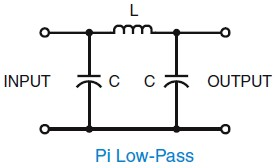 L
INPUT
C
C
OUTPUT
Pi Low-Pass